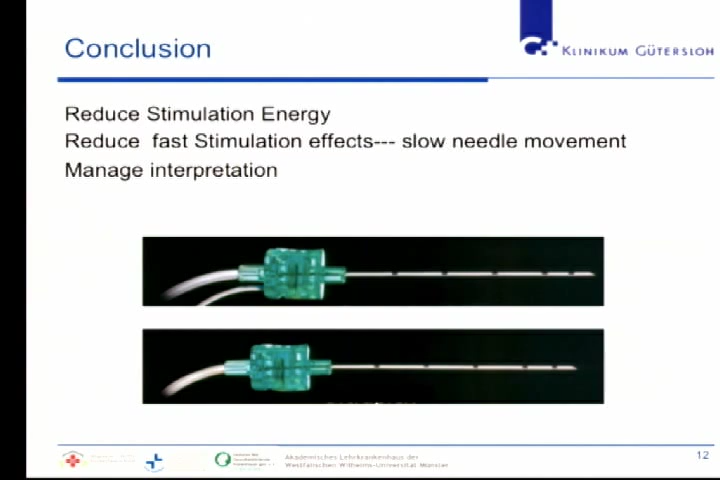 Conclusion
KLINIKUM GÜTERSLOH
Reduce Stimulation Energy
Reduce fast Stimulation effects--- slow needle movement
Manage interpretation
Akademisches Lehrkrankenhaus der
Westfälischen Wilhelms-Universität Münster
12